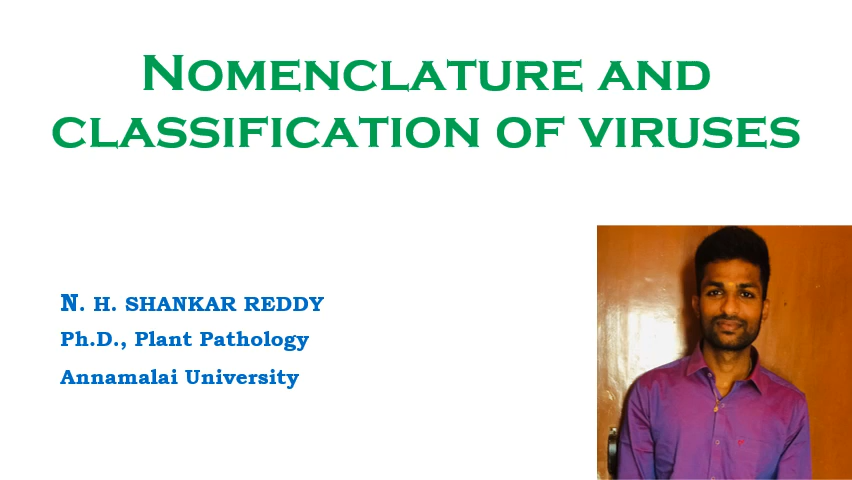 Nomenclature and
classification of viruses
N. H. SHANKAR REDDY
Ph.D., Plant Pathology
Annamalai University